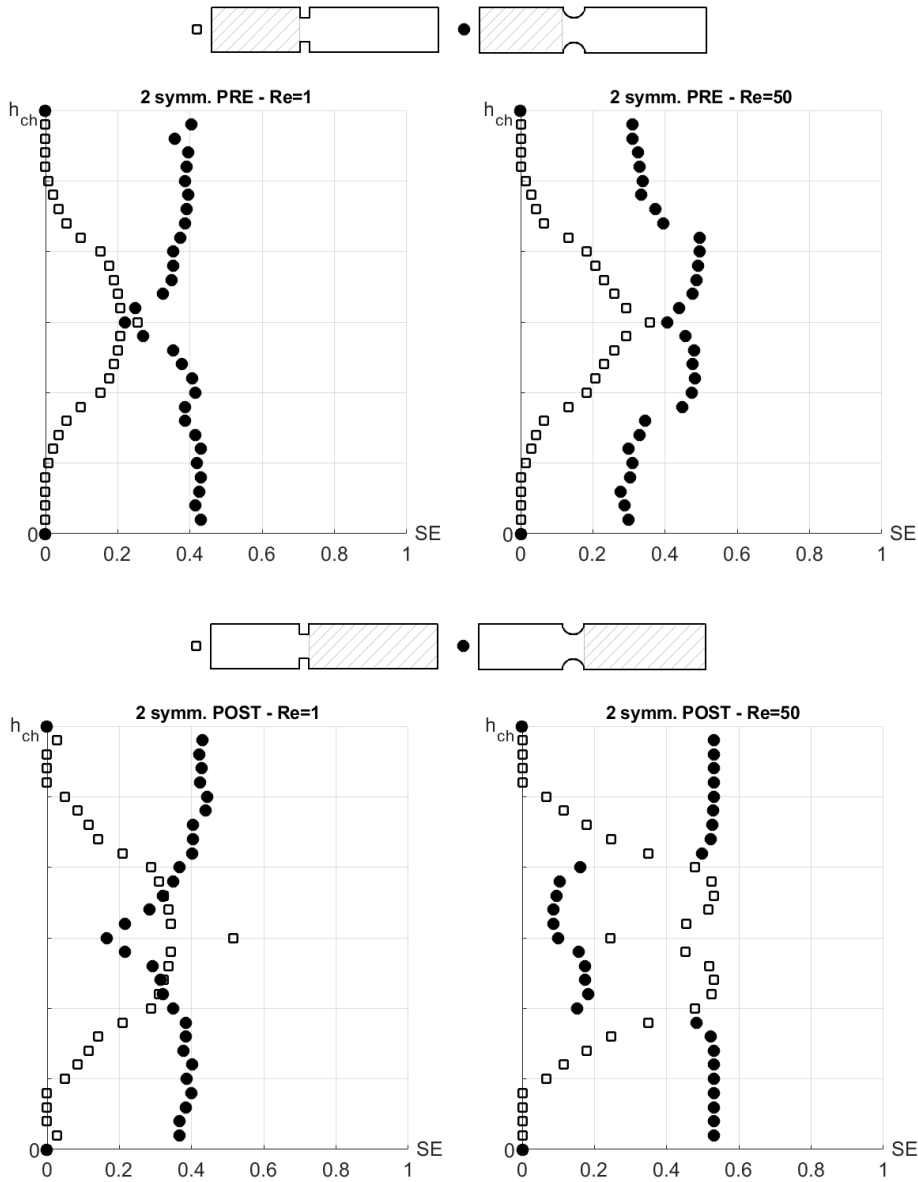 2 symm. PRE - Re=1
2 symm. PRE - Re=50
h_ch
0
0 0.2 0.4 0.6 0.8 1
SE
0
0 0.2 0.4 0.6 0.8 1
SE
2 symm. POST - Re=1
2 symm. POST - Re=50
h_ch
0
0 0.2 0.4 0.6 0.8 1
SE
h_ch
0
0 0.2 0.4 0.6 0.8 1
SE